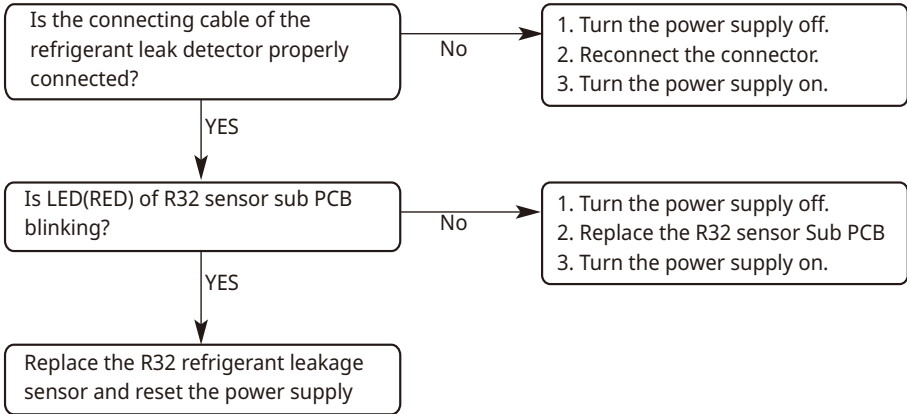 Is the connecting cable of the
refrigerant leak detector properly
connected?
No
1. Turn the power supply off.
2. Reconnect the connector.
3. Turn the power supply on.
YES
Is LED(RED) of R32 sensor sub PCB
blinking?
No
1. Turn the power supply off.
2. Replace the R32 sensor Sub PCB
3. Turn the power supply on.
YES
Replace the R32 refrigerant leakage
sensor and reset the power supply